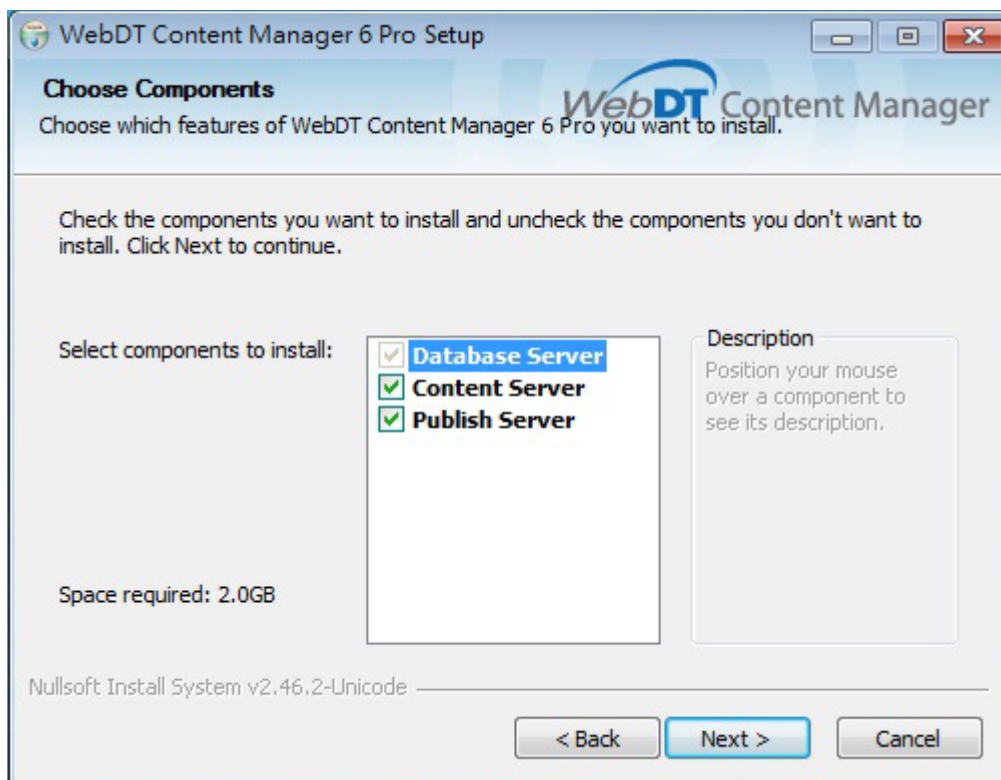 WebDT Content Manager 6 Pro Setup
Choose Components
WebDT Content Manager
Choose which features of WebDT Content Manager 6 Pro you want to install.
Check the components you want to install and uncheck the components you don't want to
install. Click Next to continue.
Select components to install:
Database Server
Content Server
Publish Server
Description
Position your mouse
over a component to
see its description.
Space required: 2.0GB
Nullsoft Install System v2.46.2-Unicode
< Back
Next >
Cancel